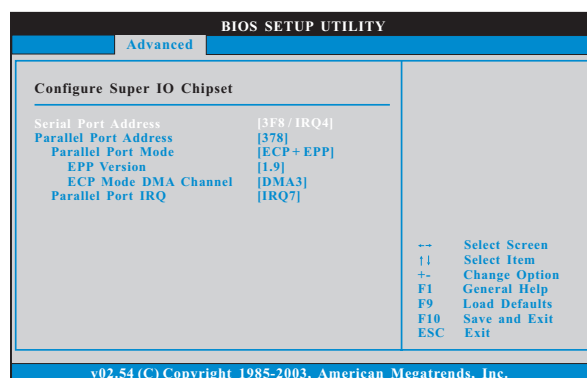 BIOS SETUP UTILITY
Advanced
Configure Super IO Chipset
Serial Port Address [3F8 / IRQ4]
Parallel Port Address [378]
Parallel Port Mode [ECP + EPP]
EPP Version [1.9]
ECP Mode DMA Channel [DMA3]
Parallel Port IRQ [IRQ7]
←→ Select Screen
↑↓ Select Item
+- Change Option
F1 General Help
F9 Load Defaults
F10 Save and Exit
ESC Exit
v02.54 (C) Copyright 1985-2003, American Megatrends, Inc.